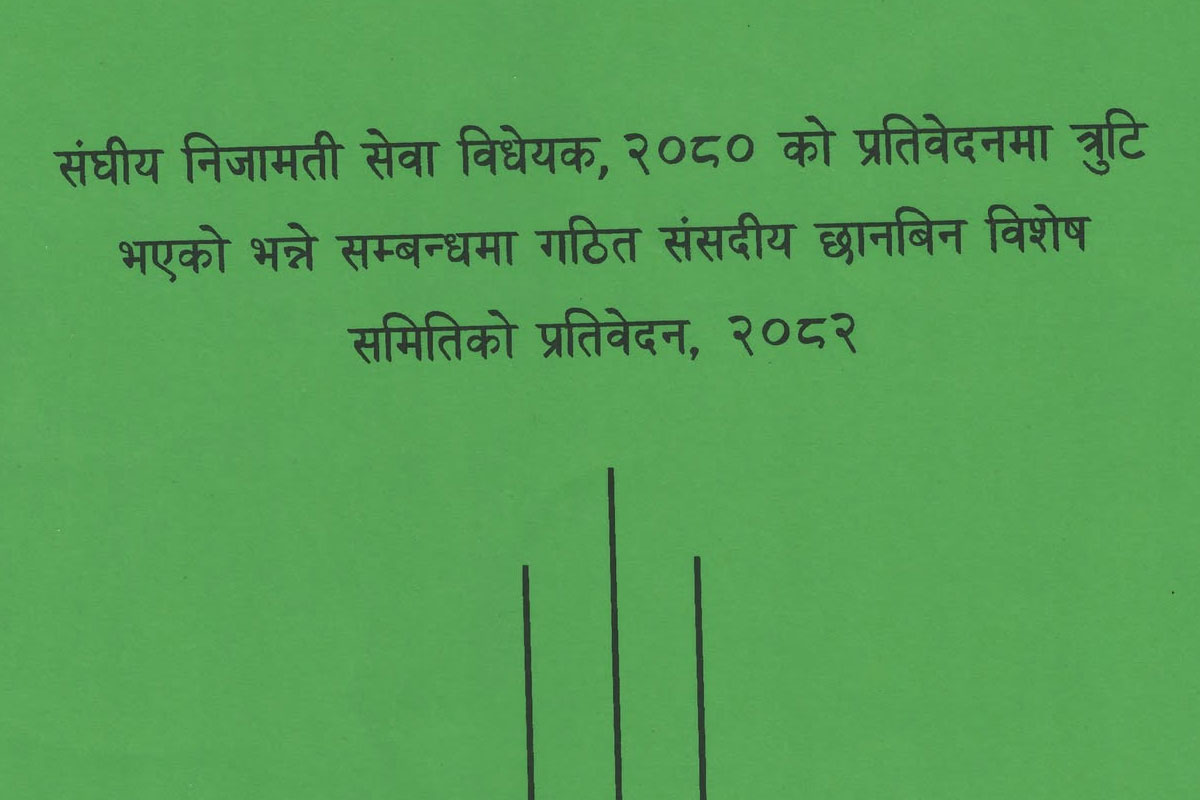 संघीय निजामती सेवा विधेयक, २०८० को प्रतिवेदनमा त्रुटि
भएको भन्ने सम्बन्धमा गठित संसदीय छानबिन विशेष
समितिको प्रतिवेदन, २०८२